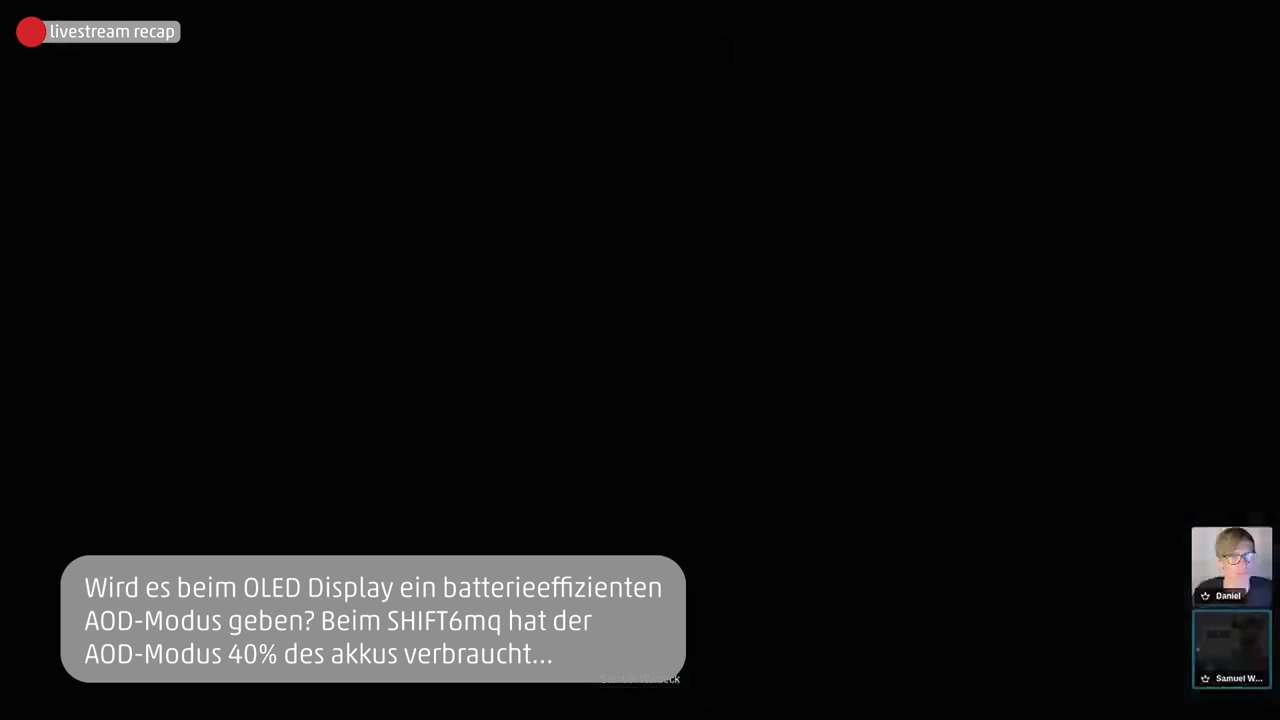 livestream recap
Wird es beim OLED Display ein batterieeffizienten
AOD-Modus geben? Beim SHIFT6mq hat der
AOD-Modus 40% des akkus verbraucht...
Daniel
Samuel W...